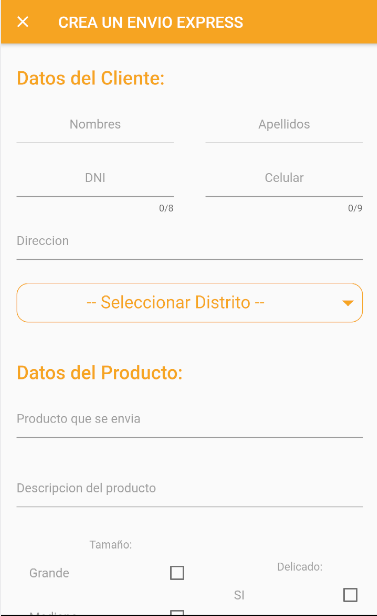 CREA UN ENVIO EXPRESS
Datos del Cliente:
Nombres Apellidos
DNI Celular
0/8 0/9
Direccion
-- Seleccionar Distrito --
Datos del Producto:
Producto que se envia
Descripcion del producto
Tamaño:
Delicado:
Grande
SI